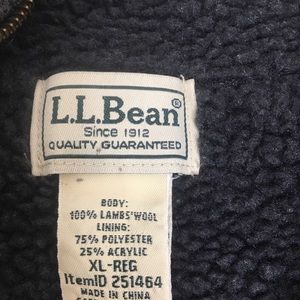 L.L.Bean®
Since 1912
QUALITY GUARANTEED
BODY:
100% LAMBS'WOOL
LINING:
75% POLYESTER
25% ACRYLIC
XL-REG
ItemID 251464
MADE IN CHINA